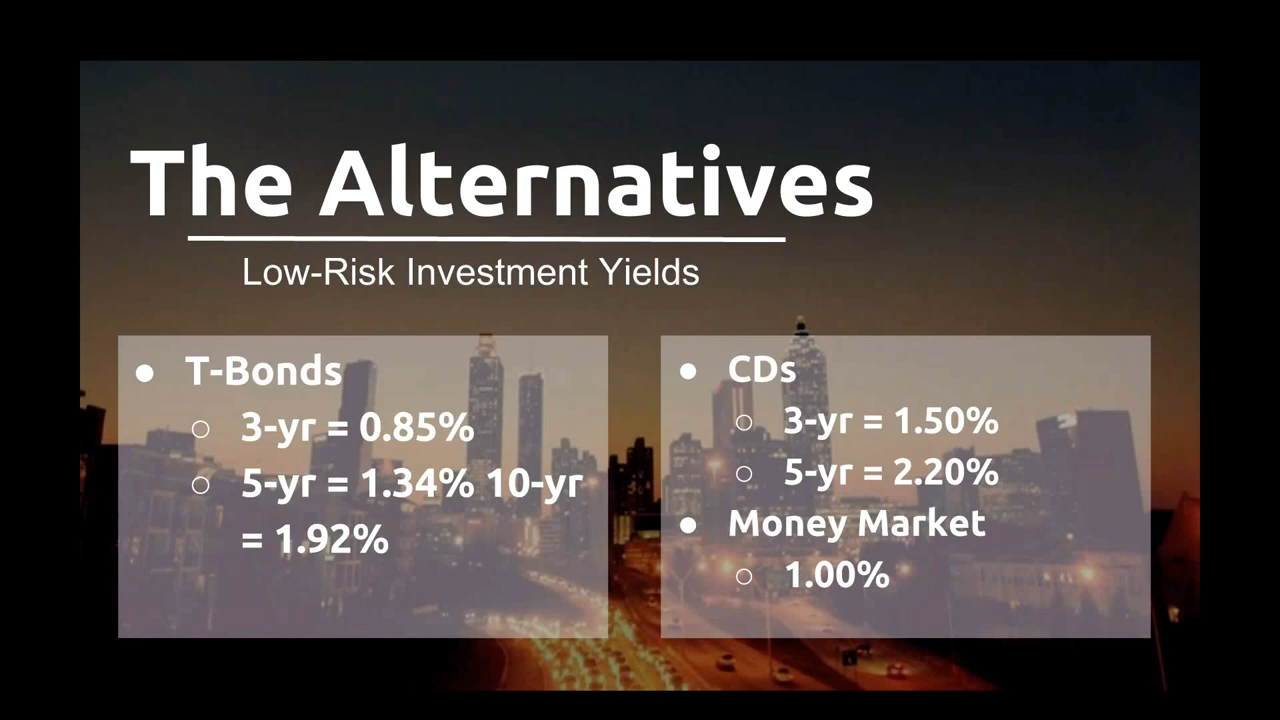 The Alternatives
Low-Risk Investment Yields
● T-Bonds
○ 3-yr = 0.85%
○ 5-yr = 1.34% 10-yr
= 1.92%
● CDs
○ 3-yr = 1.50%
○ 5-yr = 2.20%
● Money Market
○ 1.00%